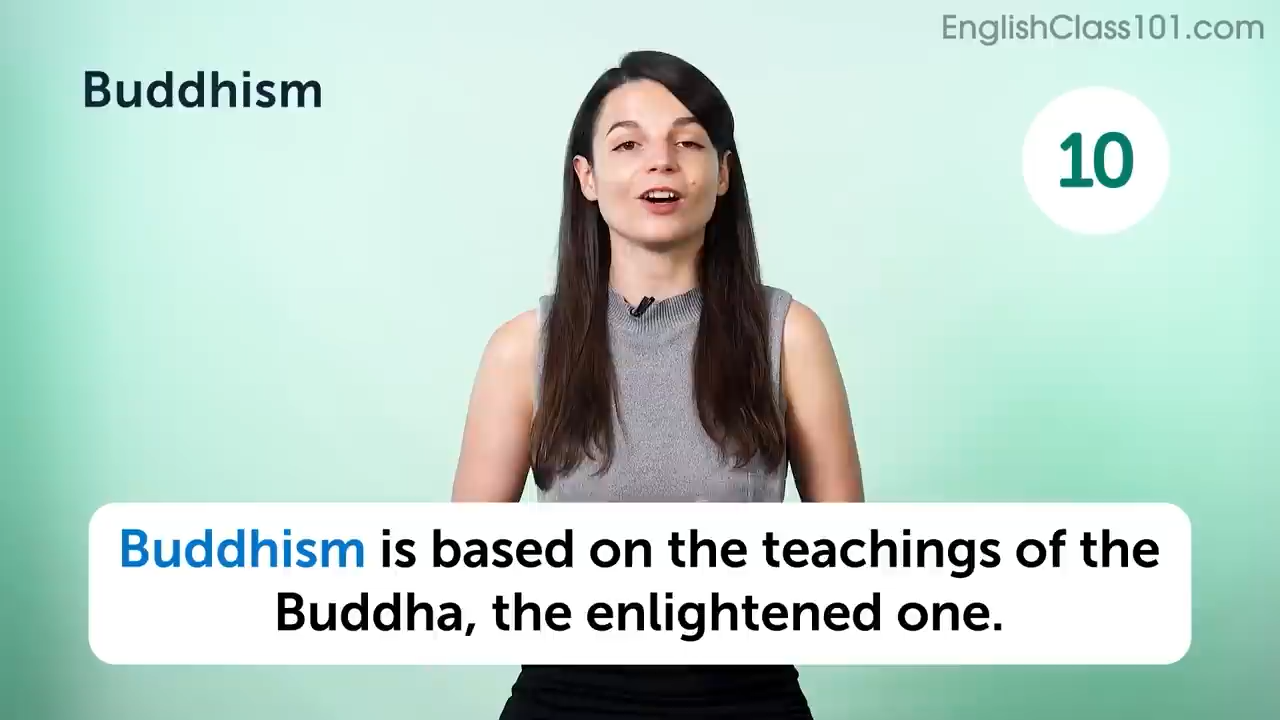 EnglishClass101.com
Buddhism
10
Buddhism is based on the teachings of the
Buddha, the enlightened one.